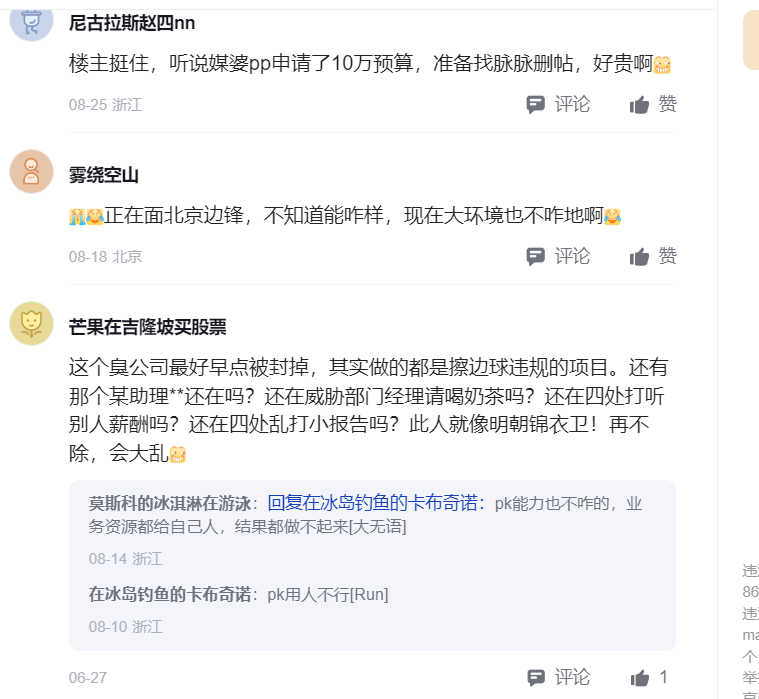 尼古拉斯赵四nn
楼主挺住，听说媒婆pp申请了10万预算，准备找脉脉删帖，好贵啊
08-25 浙江
评论 赞
雾绕空山
正在面北京边锋，不知道能咋样，现在大环境也不咋地啊
08-18 北京
评论 赞
芒果在吉隆坡买股票
这个臭公司最好早点被封掉，其实做的都是擦边球违规的项目。还有
那个某助理**还在吗？还在威胁部门经理请喝奶茶吗？还在四处打听
别人薪酬吗？还在四处乱打小报告吗？此人就像明朝锦衣卫！再不
除，会大乱
莫斯科的冰淇淋在游泳：回复在冰岛钓鱼的卡布奇诺：pk能力也不咋的，业
务资源都给自己人，结果都做不起来[大无语]
08-14 浙江
在冰岛钓鱼的卡布奇诺：pk用人不行[Run]
08-10 浙江
06-27
评论 1
86
ma
个